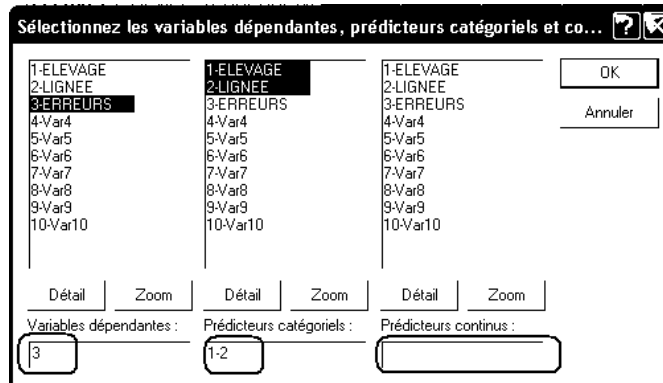 Sélectionnez les variables dépendantes, prédicteurs catégoriels et co...
1-ELEVAGE
2-LIGNEE
3-ERREURS
4-Var4
5-Var5
6-Var6
7-Var7
8-Var8
9-Var9
10-Var10
1-ELEVAGE
2-LIGNEE
3-ERREURS
4-Var4
5-Var5
6-Var6
7-Var7
8-Var8
9-Var9
10-Var10
1-ELEVAGE
2-LIGNEE
3-ERREURS
4-Var4
5-Var5
6-Var6
7-Var7
8-Var8
9-Var9
10-Var10
OK
Annuler
Détail Zoom Détail Zoom Détail Zoom
Variables dépendantes : Prédicteurs catégoriels : Prédicteurs continus :
3 1-2